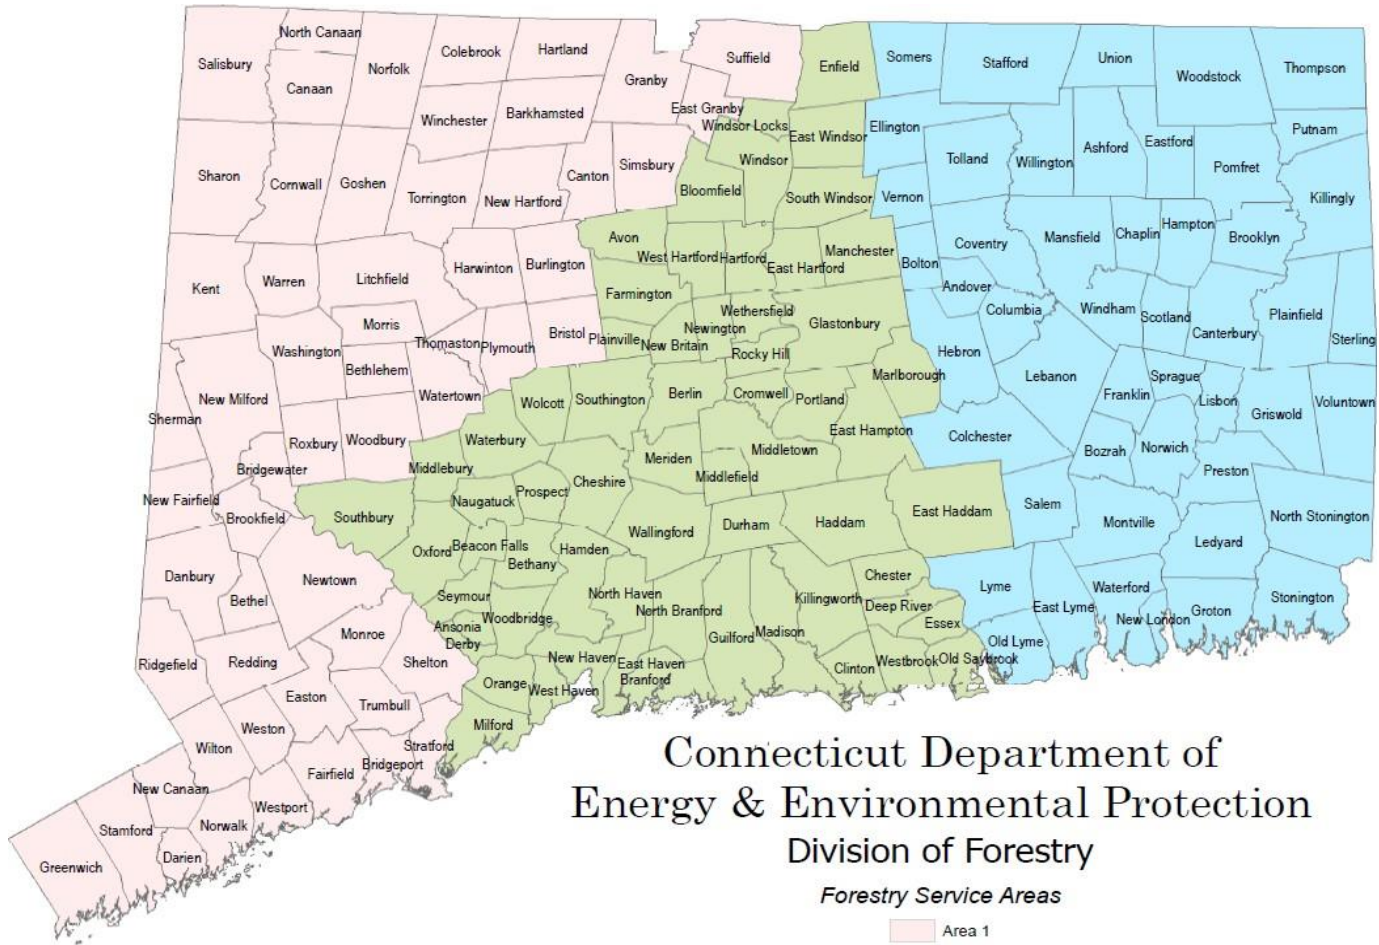 North Canaan
Colebrook
Hartland
Suffield
Salisbury
Norfolk
Canaan
Granby
Enfield
Somers
Stafford
Union
Woodstock
Thompson
Winchester
Barkhamsted
East Granby
Windsor Locks
East Windsor
Ellington
Putnam
Sharon
Cornwall
Goshen
Torrington
New Hartford
Canton
Simsbury
Windsor
Bloomfield
South Windsor
Vernon
Tolland
Willington
Ashford
Eastford
Pomfret
Killingly
Avon
West Hartford
Hartford
East Hartford
Manchester
Bolton
Coventry
Mansfield
Chaplin
Hampton
Brooklyn
Kent
Warren
Litchfield
Harwinton
Burlington
Farmington
Andover
Columbia
Windham
Scotland
Canterbury
Plainfield
Sterling
Morris
Washington
Bethlehem
Thomaston
Plymouth
Bristol
Plainville
New Britain
Newington
Wethersfield
Rocky Hill
Glastonbury
Hebron
Marlborough
Lebanon
Franklin
Sprague
Lisbon
Griswold
Voluntown
Sherman
New Milford
Watertown
Wolcott
Southington
Berlin
Cromwell
Portland
East Hampton
Colchester
Bozrah
Norwich
Preston
Roxbury
Woodbury
Bridgewater
Waterbury
Middlebury
Cheshire
Meriden
Middlefield
Middletown
New Fairfield
Brookfield
Southbury
Naugatuck
Prospect
Wallingford
Durham
Haddam
East Haddam
Salem
Montville
North Stonington
Ledyard
Oxford
Beacon Falls
Bethany
Hamden
Danbury
Bethel
Newtown
Seymour
Woodbridge
North Haven
North Branford
Guilford
Madison
Killingworth
Chester
Deep River
Essex
Lyme
East Lyme
Waterford
New London
Groton
Stonington
Ansonia
Derby
Monroe
Shelton
Ridgefield
Redding
Easton
Trumbull
Orange
New Haven
West Haven
East Haven
Branford
Clinton
Westbrook
Old Saybrook
Old Lyme
Milford
Weston
Wilton
Stratford
Bridgeport
Fairfield
New Canaan
Westport
Norwalk
Stamford
Darien
Greenwich
Connecticut Department of
Energy & Environmental Protection
Division of Forestry
Forestry Service Areas
Area 1